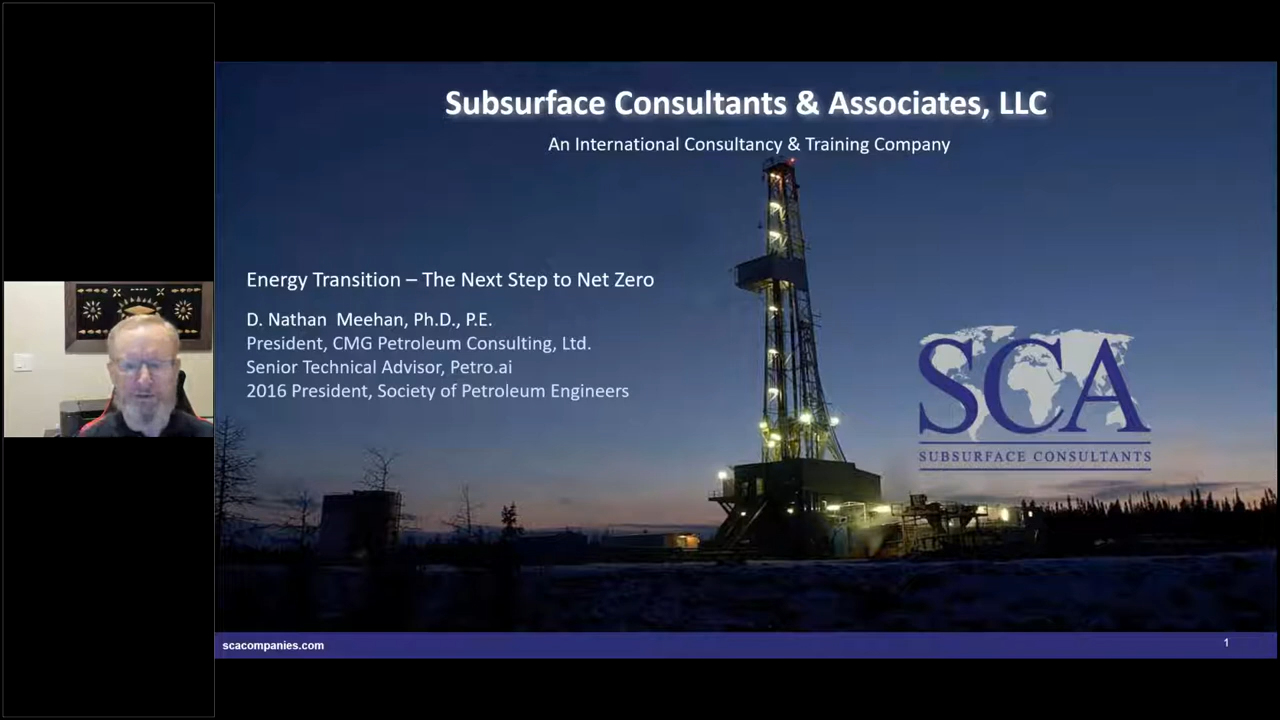 Subsurface Consultants & Associates, LLC
An International Consultancy & Training Company
Energy Transition – The Next Step to Net Zero
D. Nathan  Meehan, Ph.D., P.E.
President, CMG Petroleum Consulting, Ltd.
Senior Technical Advisor, Petro.ai
2016 President, Society of Petroleum Engineers
SCA
SUBSURFACE CONSULTANTS
scacompanies.com
1